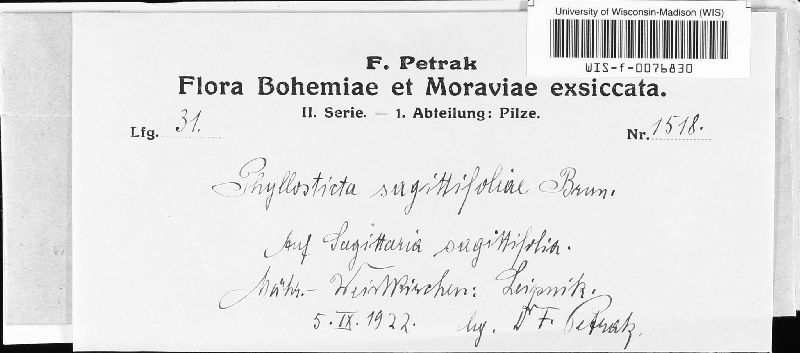 University of Wisconsin-Madison (WIS)
WIS-f-0076830
F. Petrak
Flora Bohemiae et Moraviae exsiccata.
II. Serie. — 1. Abteilung: Pilze.
Lfg. 31.
Nr. 1518.
Phyllosticta sagittifoliae Brun.
Auf Sagittaria sagittifolia.
Mähr.-Weisskirchen: Leipnik.
5. IX. 1922. lg. Dr F. Petrak.